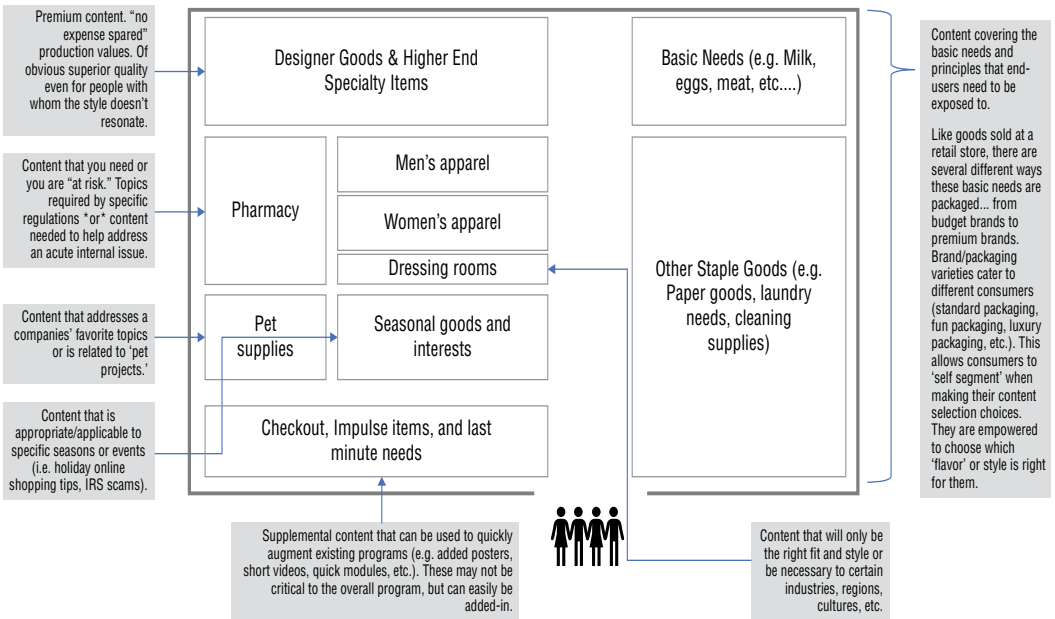 Premium content. “no
expense spared”
production values. Of
obvious superior quality
even for people with
whom the style doesn’t
resonate.
Content that you need or
you are “at risk.” Topics
required by specific
regulations *or* content
needed to help address
an acute internal issue.
Content that addresses a
companies’ favorite topics
or is related to ‘pet
projects.’
Content that is
appropriate/applicable to
specific seasons or events
(i.e. holiday online
shopping tips, IRS scams).
Designer Goods & Higher End
Specialty Items
Basic Needs (e.g. Milk,
eggs, meat, etc....)
Pharmacy
Men’s apparel
Women’s apparel
Dressing rooms
Pet
supplies
Seasonal goods and
interests
Other Staple Goods (e.g.
Paper goods, laundry
needs, cleaning
supplies)
Checkout, Impulse items, and last
minute needs
Supplemental content that can be used to quickly
augment existing programs (e.g. added posters,
short videos, quick modules, etc.). These may not be
critical to the overall program, but can easily be
added-in.
Content that will only be
the right fit and style or
be necessary to certain
industries, regions,
cultures, etc.
Content covering the
basic needs and
principles that end-
users need to be
exposed to.
Like goods sold at a
retail store, there are
several different ways
these basic needs are
packaged... from
budget brands to
premium brands.
Brand/packaging
varieties cater to
different consumers
(standard packaging,
fun packaging, luxury
packaging, etc.). This
allows consumers to
‘self segment’ when
making their content
selection choices.
They are empowered
to choose which
‘flavor’ or style is right
for them.